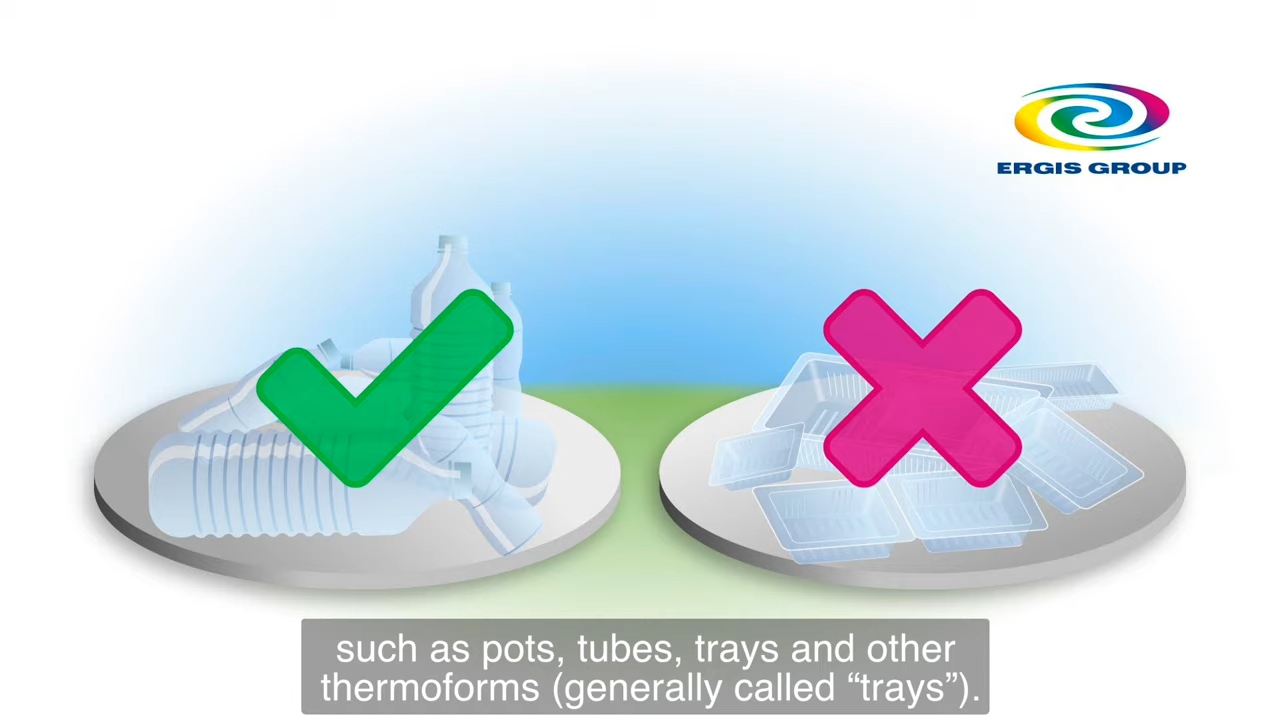 ERGIS GROUP
such as pots, tubes, trays and other
thermoforms (generally called “trays”).